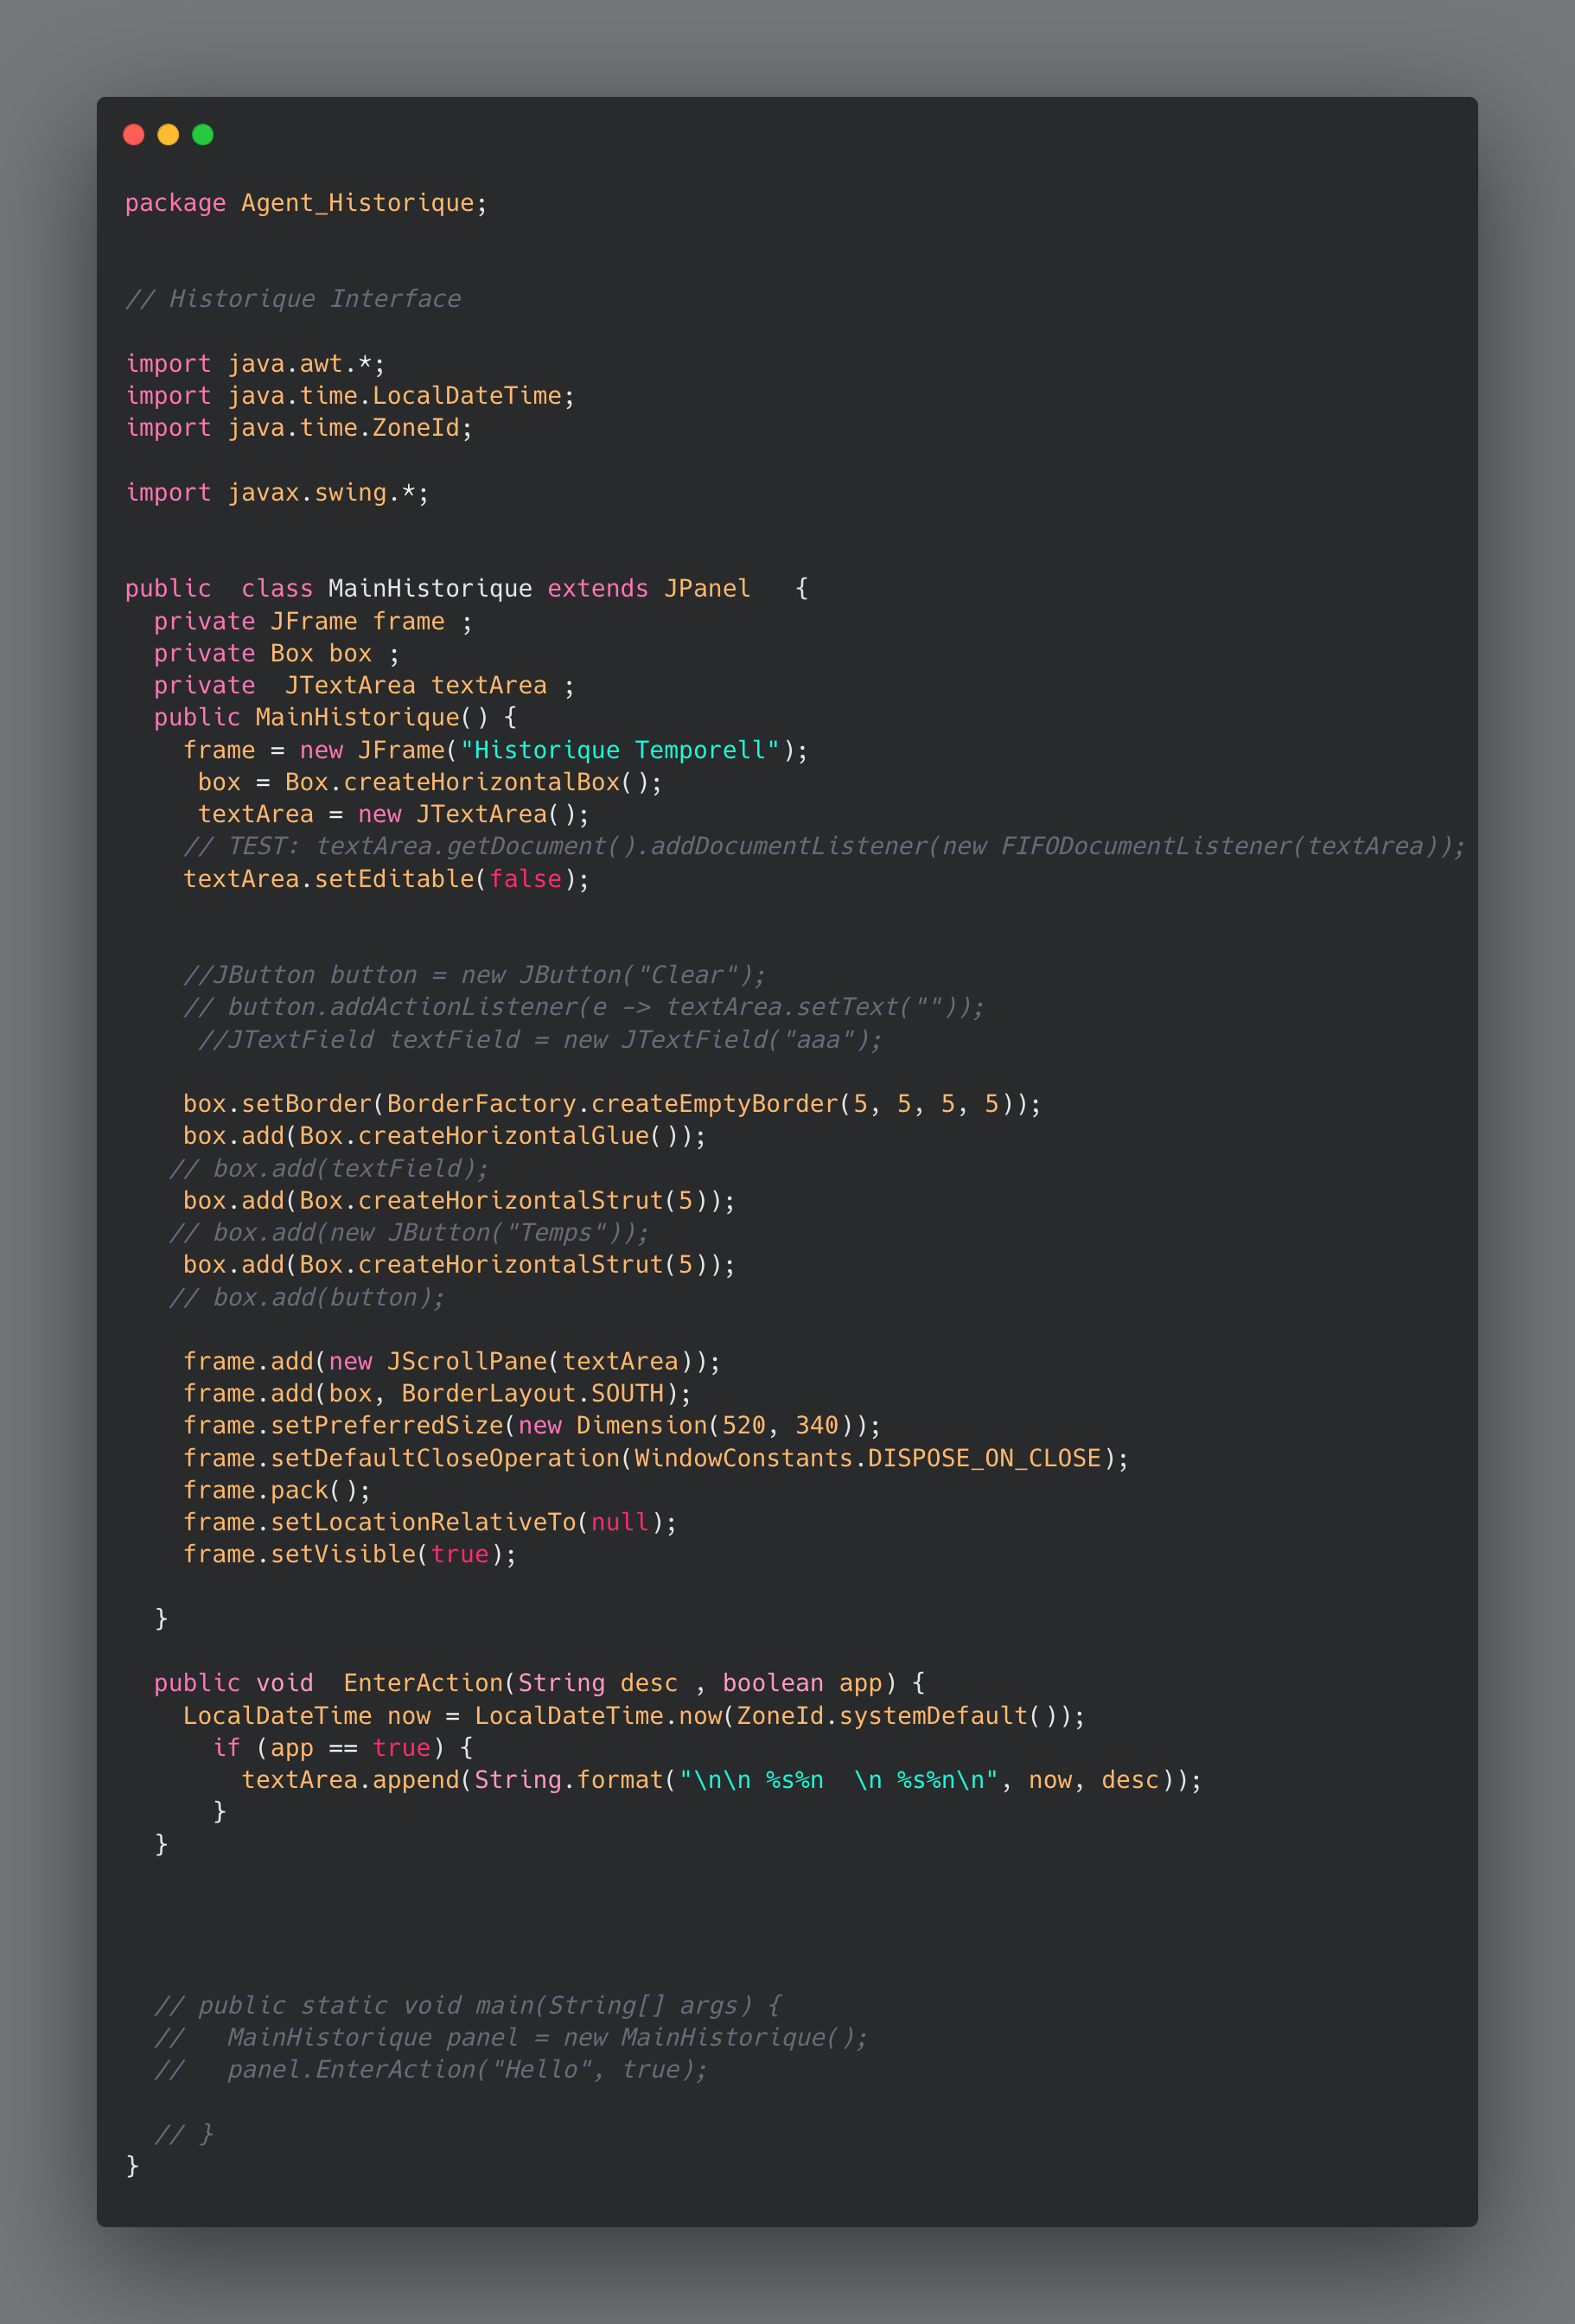 package Agent_Historique;
// Historique Interface
import java.awt.*;
import java.time.LocalDateTime;
import java.time.ZoneId;
import javax.swing.*;
public  class MainHistorique extends JPanel   {
  private JFrame frame ;
  private Box box ;
  private  JTextArea textArea ;
  public MainHistorique() {
    frame = new JFrame("Historique Temporell");
     box = Box.createHorizontalBox();
     textArea = new JTextArea();
    // TEST: textArea.getDocument().addDocumentListener(new FIFODocumentListener(textArea));
    textArea.setEditable(false);
    //JButton button = new JButton("Clear");
    // button.addActionListener(e -> textArea.setText(""));
     //JTextField textField = new JTextField("aaa");
    box.setBorder(BorderFactory.createEmptyBorder(5, 5, 5, 5));
    box.add(Box.createHorizontalGlue());
   // box.add(textField);
    box.add(Box.createHorizontalStrut(5));
   // box.add(new JButton("Temps"));
    box.add(Box.createHorizontalStrut(5));
   // box.add(button);
    frame.add(new JScrollPane(textArea));
    frame.add(box, BorderLayout.SOUTH);
    frame.setPreferredSize(new Dimension(520, 340));
    frame.setDefaultCloseOperation(WindowConstants.DISPOSE_ON_CLOSE);
    frame.pack();
    frame.setLocationRelativeTo(null);
    frame.setVisible(true);
  }
  public void  EnterAction(String desc , boolean app) {
    LocalDateTime now = LocalDateTime.now(ZoneId.systemDefault());
      if (app == true) {
        textArea.append(String.format("\n\n %s%n  \n %s%n\n", now, desc));
      }
  }
  // public static void main(String[] args) {
  //   MainHistorique panel = new MainHistorique();
  //   panel.EnterAction("Hello", true);
  // }
}